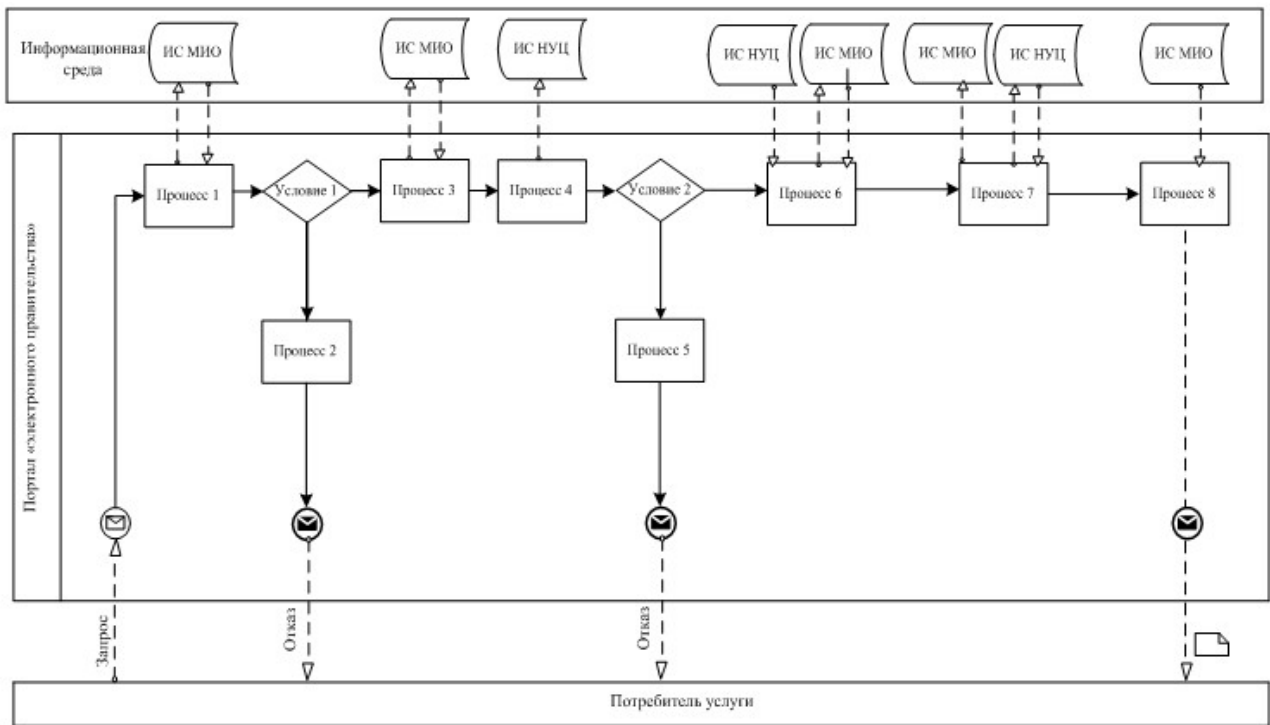 Информационная
среда
ИС МИО
ИС МИО
ИС НУЦ
ИС НУЦ
ИС МИО
ИС МИО
ИС НУЦ
ИС МИО
Портал «электронного правительства»
Процесс 1
Условие 1
Процесс 3
Процесс 4
Условие 2
Процесс 6
Процесс 7
Процесс 8
Процесс 2
Процесс 5
Запрос
Отказ
Отказ
Потребитель услуги